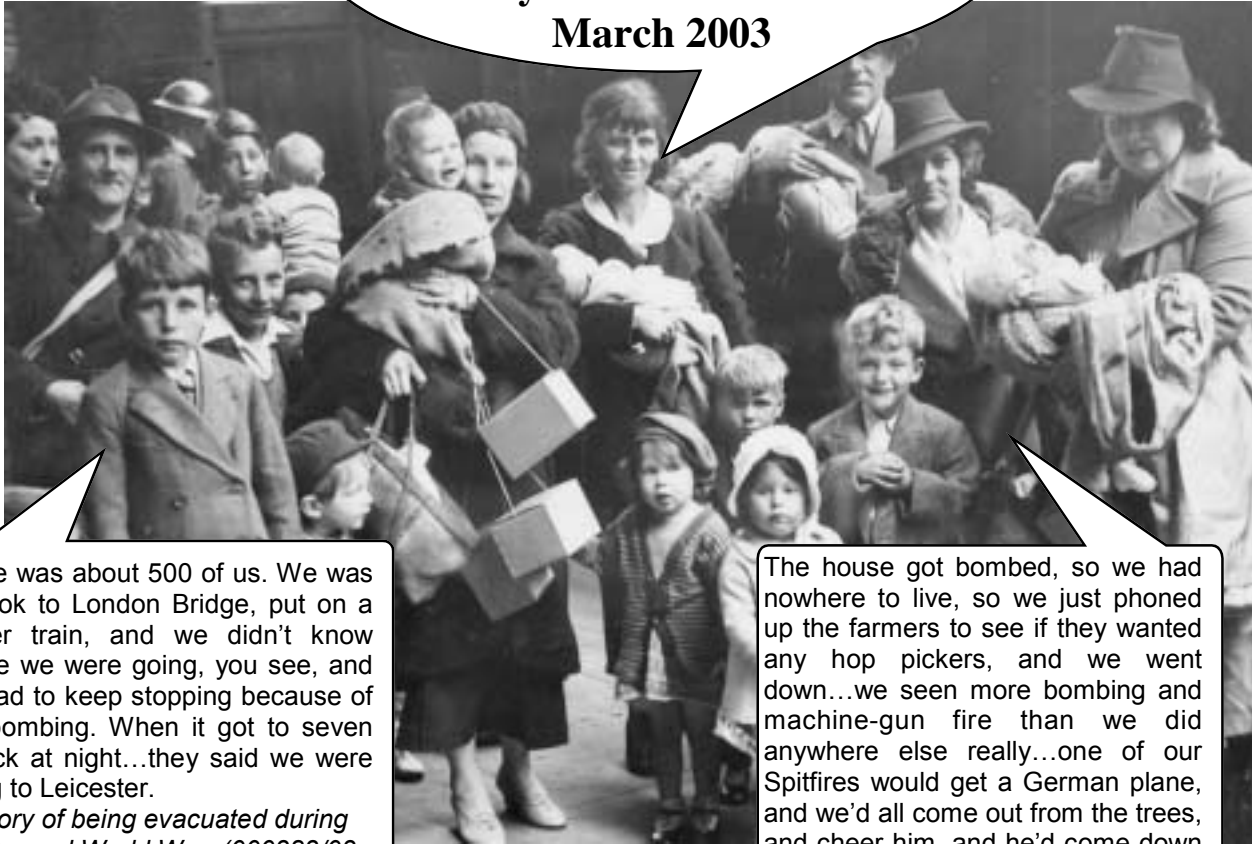 March 2003
was about 500 of us. We was
to London Bridge, put on a
train, and we didn't know
we were going, you see, and
to keep stopping because of
bombing. When it got to seven
at night…they said we were
to Leicester.
of being evacuated during
World War
The house got bombed, so we had
nowhere to live, so we just phoned
up the farmers to see if they wanted
any hop pickers, and we went
down…we seen more bombing and
machine-gun fire than we did
anywhere else really…one of our
Spitfires would get a German plane,
and we'd all come out from the trees,
and cheer him, and he'd come down